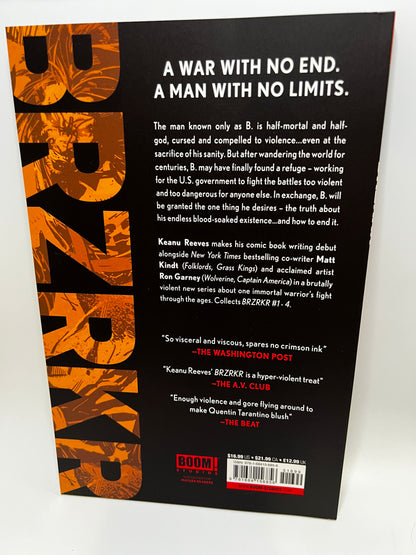 BRZRKR
A WAR WITH NO END.
A MAN WITH NO LIMITS.
The man known only as B. is half-mortal and half-
god, cursed and compelled to violence...even at the
sacrifice of his sanity. But after wandering the world for
centuries, B. may have finally found a refuge – working
for the U.S. government to fight the battles too violent
and too dangerous for anyone else. In exchange, B. will
be granted the one thing he desires – the truth about
his endless blood-soaked existence...and how to end it.
Keanu Reeves makes his comic book writing debut
alongside New York Times bestselling co-writer Matt
Kindt (Folklords, Grass Kings) and acclaimed artist
Ron Garney (Wolverine, Captain America) in a brutally
violent new series about one immortal warrior's fight
through the ages. Collects BRZRKR #1 - 4.
"So visceral and viscous, spares no crimson ink"
–THE WASHINGTON POST
"Keanu Reeves' BRZRKR is a hyper-violent treat"
–THE A.V. CLUB
"Enough violence and gore flying around to
make Quentin Tarantino blush"
–THE BEAT
$16.99 US • $21.99 CA • £12.99 UK
BOOM!
STUDIOS